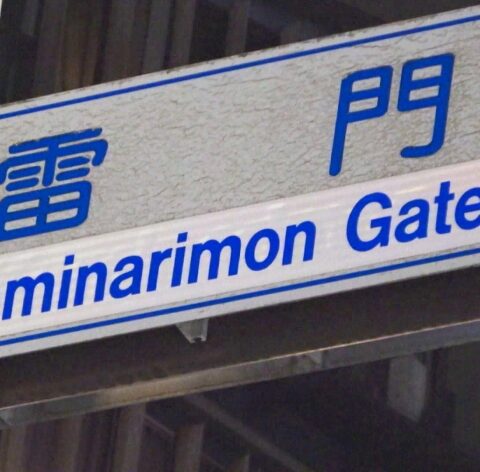 雷門
minarimon Gate